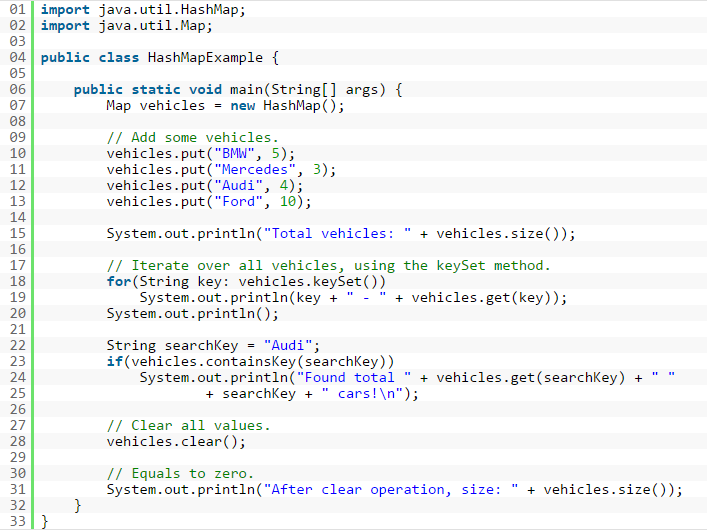 01 import java.util.HashMap;
02 import java.util.Map;
03
04 public class HashMapExample {
05
06     public static void main(String[] args) {
07         Map vehicles = new HashMap();
08
09         // Add some vehicles.
10         vehicles.put("BMW", 5);
11         vehicles.put("Mercedes", 3);
12         vehicles.put("Audi", 4);
13         vehicles.put("Ford", 10);
14
15         System.out.println("Total vehicles: " + vehicles.size());
16
17         // Iterate over all vehicles, using the keySet method.
18         for(String key: vehicles.keySet())
19             System.out.println(key + " - " + vehicles.get(key));
20         System.out.println();
21
22         String searchKey = "Audi";
23         if(vehicles.containsKey(searchKey))
24             System.out.println("Found total " + vehicles.get(searchKey) + " "
25                     + searchKey + " cars!\n");
26
27         // Clear all values.
28         vehicles.clear();
29
30         // Equals to zero.
31         System.out.println("After clear operation, size: " + vehicles.size());
32     }
33 }